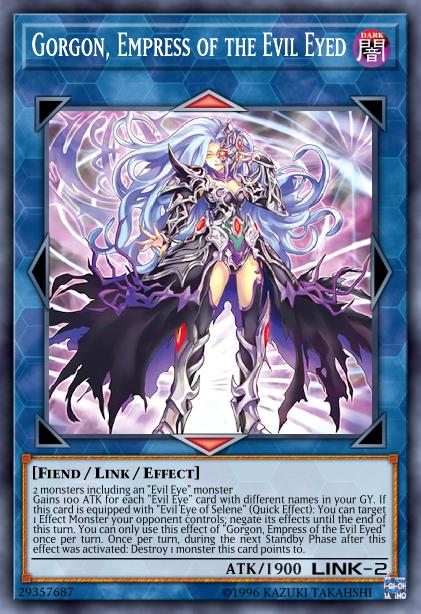 Gorgon, Empress of the Evil Eyed
DARK
闇
[Fiend / Link / Effect]
2 monsters including an "Evil Eye" monster
Gains 100 ATK for each "Evil Eye" card with different names in your GY. If
this card is equipped with "Evil Eye of Selene" (Quick Effect): You can target
1 Effect Monster your opponent controls; negate its effects until the end of
this turn. You can only use this effect of "Gorgon, Empress of the Evil Eyed"
once per turn. Once per turn, during the next Standby Phase after this
effect was activated: Destroy 1 monster this card points to.
ATK/1900 LINK-2
29357687
©1996 KAZUKI TAKAHSHI